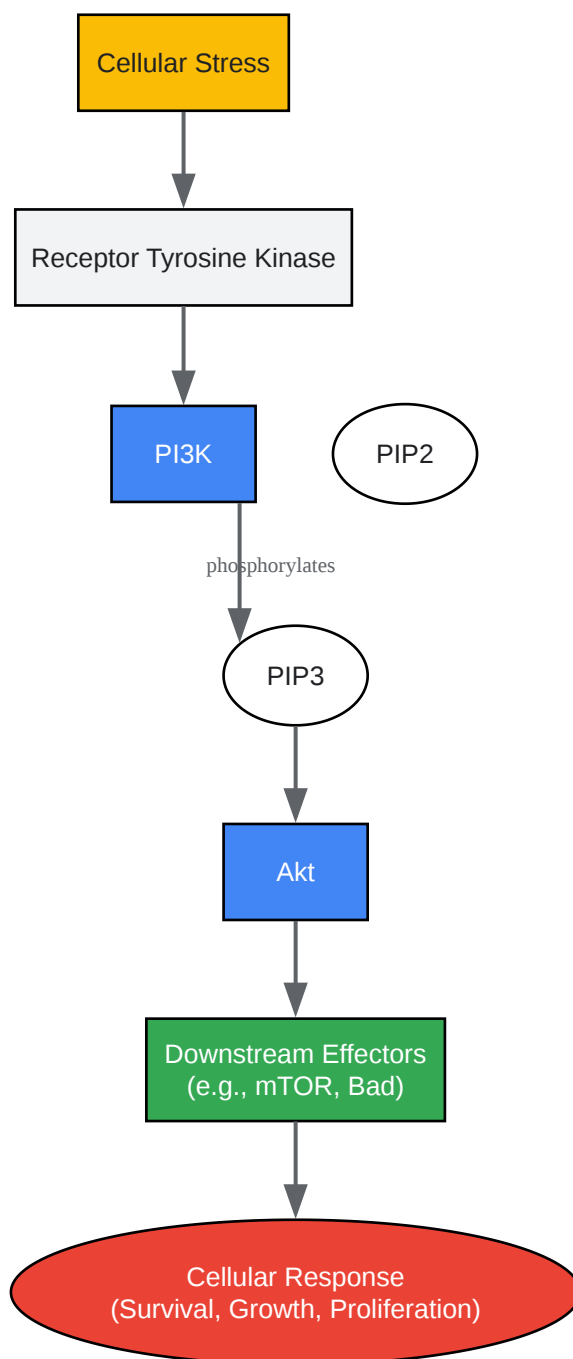 Cellular Stress
Receptor Tyrosine Kinase
PI3K
PIP2
phosphorylates
PIP3
Akt
Downstream Effectors
(e.g., mTOR, Bad)
Cellular Response
(Survival, Growth, Proliferation)